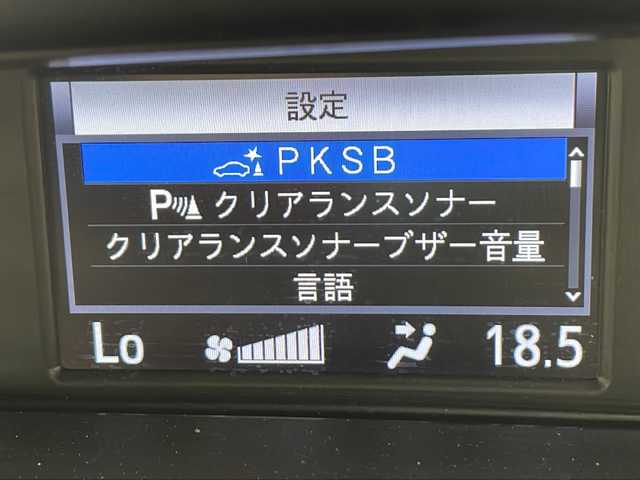 設定
PKSB
P クリアランスソナー
クリアランスソナーブザー音量
言語
Lo 18.5